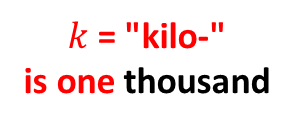 k = "kilo-"
is one thousand